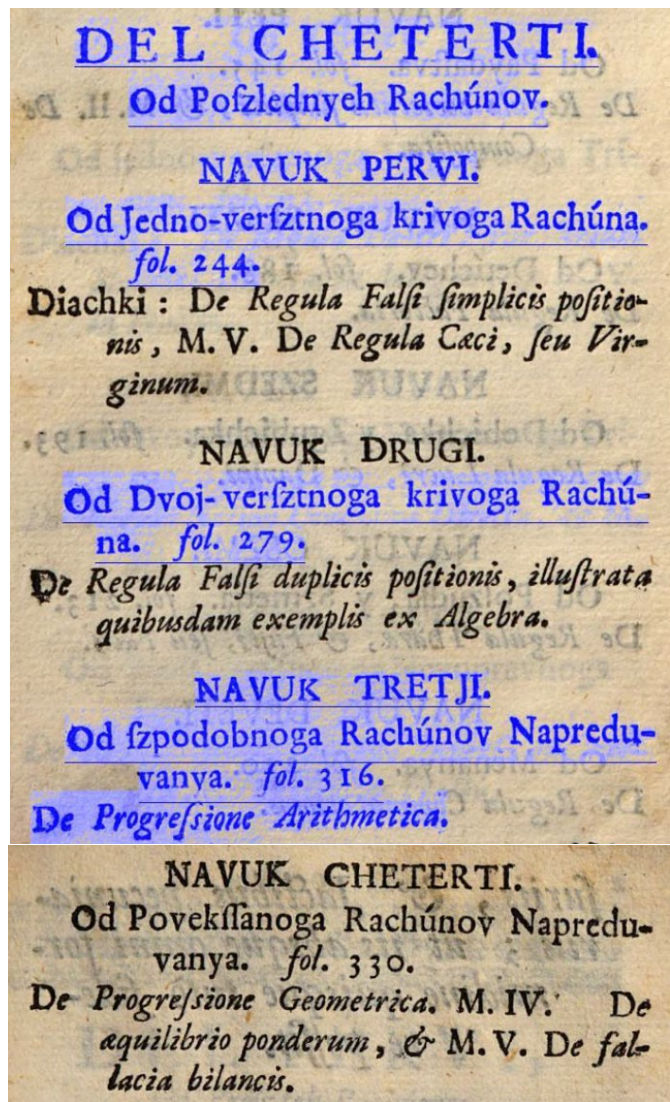 DEL CHETERTI.
Od Poſzlednyeh Rachúnov.
NAVUK PERVI.
Od Jedno-verſztnoga krivoga Rachúna.
fol. 244.
Diachki : De Regula Falſi ſimplicis poſitio-
nis, M. V. De Regula Cæci, ſeu Vir-
ginum.
NAVUK DRUGI.
Od Dvoj-verſztnoga krivoga Rachú-
na. fol. 279.
De Regula Falſi duplicis poſitionis, illuſtrata
quibusdam exemplis ex Algebra.
NAVUK TRETJI.
Od ſzpodobnoga Rachúnov Napredu-
vanya. fol. 316.
De Progreſsione Arithmetica.
NAVUK CHETERTI.
Od Povekſſanoga Rachúnov Napredu-
vanya. fol. 330.
De Progreſsione Geometrica. M. IV. De
æquilibrio ponderum, & M. V. De fal-
lacia bilancis.